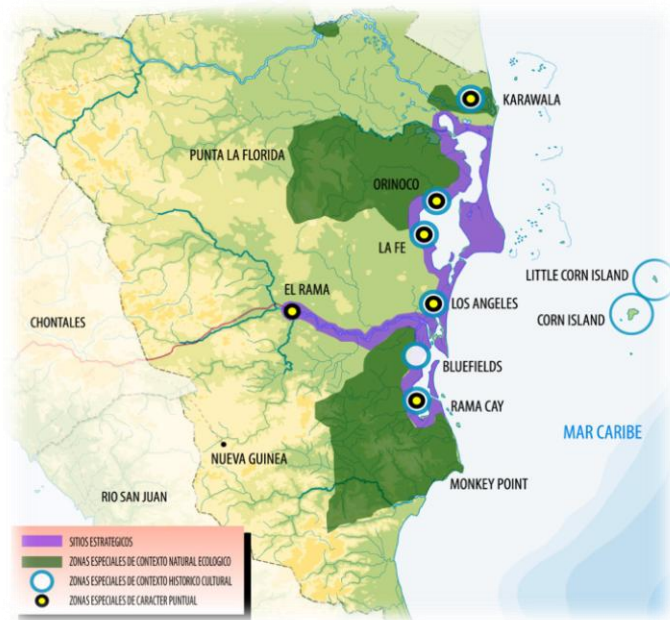 KARAWALA
PUNTA LA FLORIDA
ORINOCO
LA FE
LITTLE CORN ISLAND
EL RAMA
LOS ANGELES
CORN ISLAND
CHONTALES
BLUEFIELDS
RAMA CAY
MAR CARIBE
NUEVA GUINEA
MONKEY POINT
RIO SAN JUAN
SITIOS ESTRATEGICOS
ZONAS ESPECIALES DE CONTEXTO NATURAL ECOLOGICO
ZONAS ESPECIALES DE CONTEXTO HISTORICO CULTURAL
ZONAS ESPECIALES DE CARACTER PUNTUAL